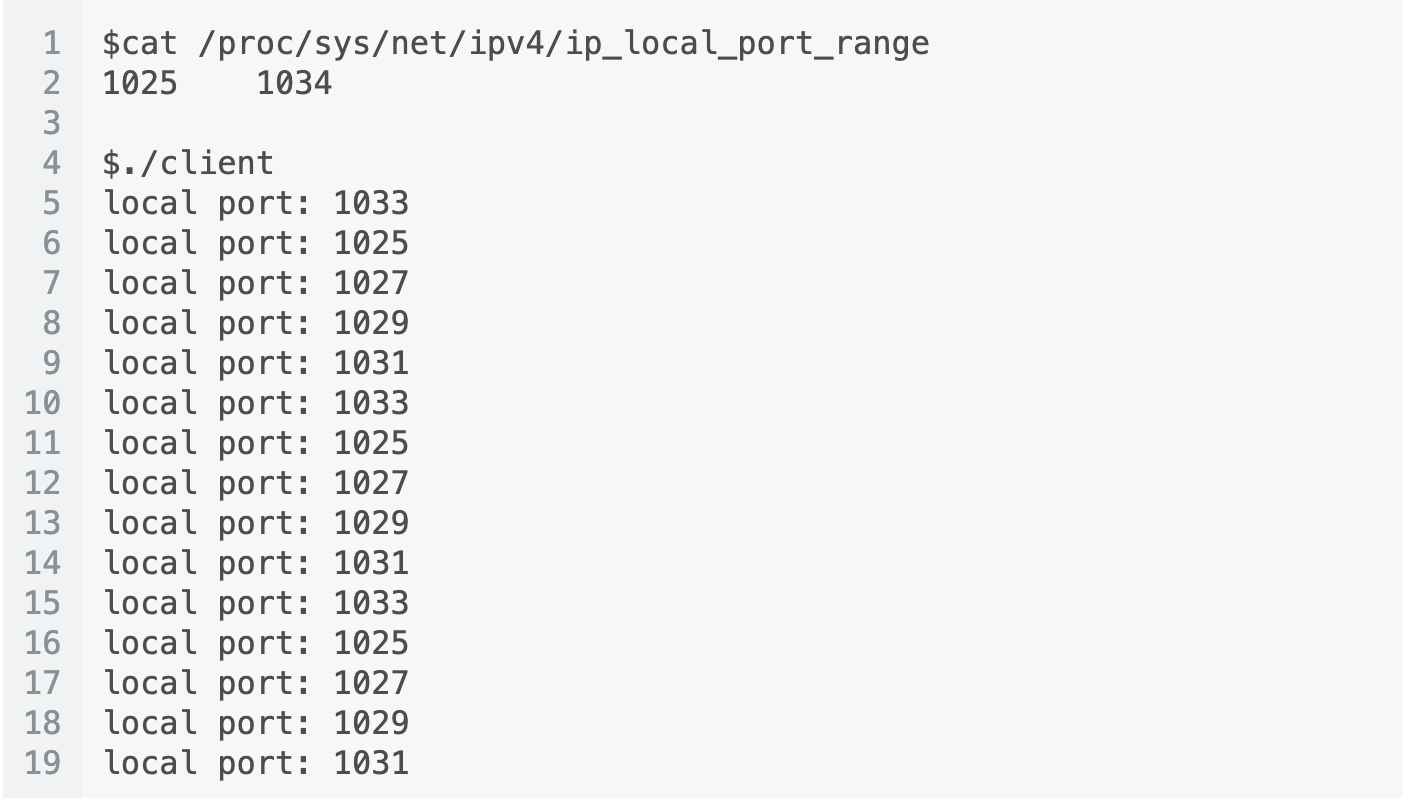 1 $cat /proc/sys/net/ipv4/ip_local_port_range
2 1025    1034
3
4 $./client
5 local port: 1033
6 local port: 1025
7 local port: 1027
8 local port: 1029
9 local port: 1031
10 local port: 1033
11 local port: 1025
12 local port: 1027
13 local port: 1029
14 local port: 1031
15 local port: 1033
16 local port: 1025
17 local port: 1027
18 local port: 1029
19 local port: 1031